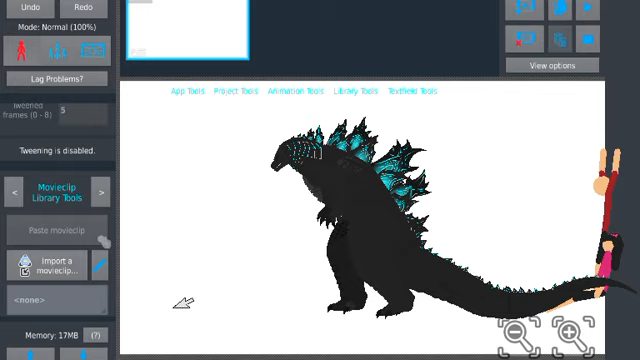 Undo Redo
Mode: Normal (100%)
Lag Problems?
Tweened
frames (0 - 8)
5
Tweening is disabled.
< Movieclip >
Library Tools
Paste movieclip
Import a
movieclip...
<none>
Memory: 17MB (?)
App Tools Project Tools Animation Tools Library Tools Textfield Tools
View options